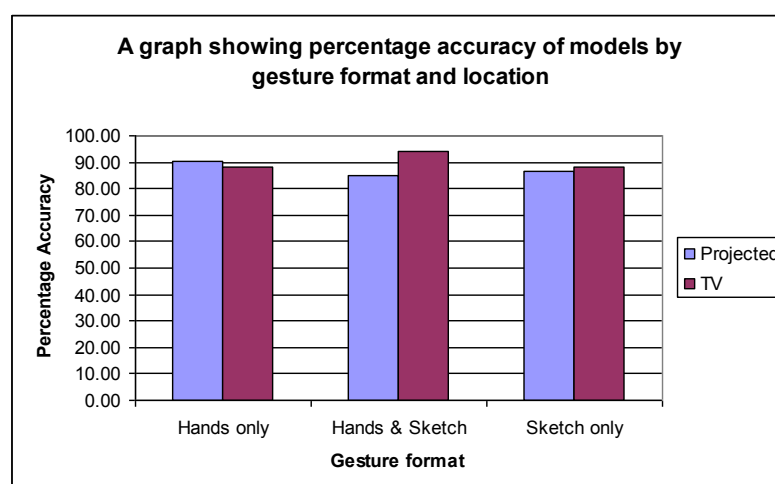 A graph showing percentage accuracy of models by
gesture format and location
100.00
90.00
80.00
70.00
60.00
50.00
40.00
30.00
20.00
10.00
0.00
Percentage Accuracy
Hands only
Hands & Sketch
Sketch only
Gesture format
Projected
TV